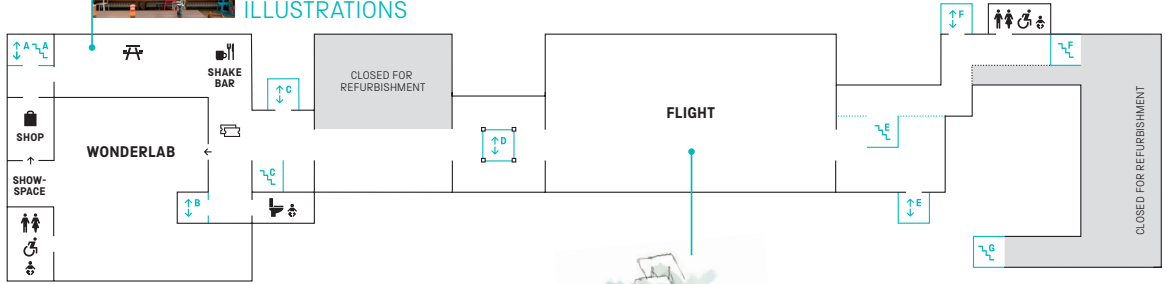 ILLUSTRATIONS
A
A
SHAKE
BAR
C
CLOSED FOR
REFURBISHMENT
F
F
SHOP
WONDERLAB
D
FLIGHT
E
CLOSED FOR REFURBISHMENT
SHOW-
SPACE
C
B
E
G